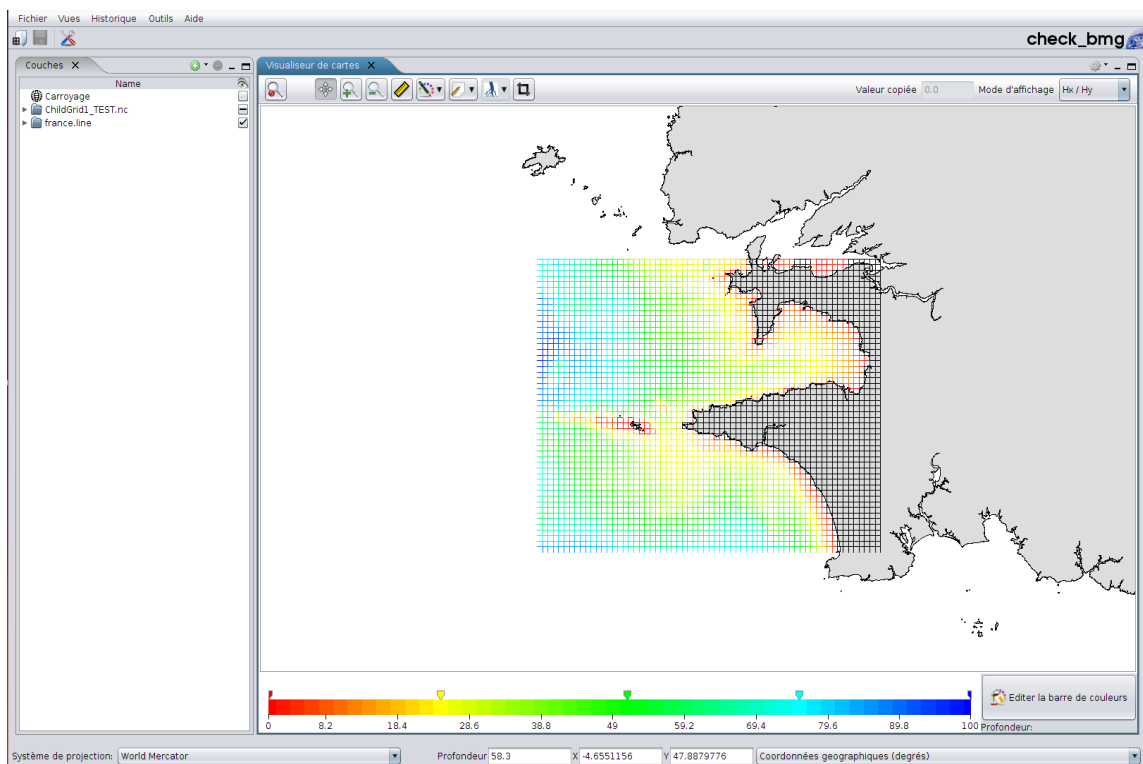 Fichier Vues Historique Outils Aide
check_bmg
Couches X
Visualiseur de cartes X
Name
Carroyage
ChildGrid1_TEST.nc
france.line
Valeur copiée 0.0 Mode d'affichage Hx / Hy
0 8.2 18.4 28.6 38.8 49 59.2 69.4 79.6 89.8 100
Editer la barre de couleurs
Profondeur:
Système de projection: World Mercator Profondeur 58.3 X -4.6551156 Y 47.8879776 Coordonnées geographiques (degrés)